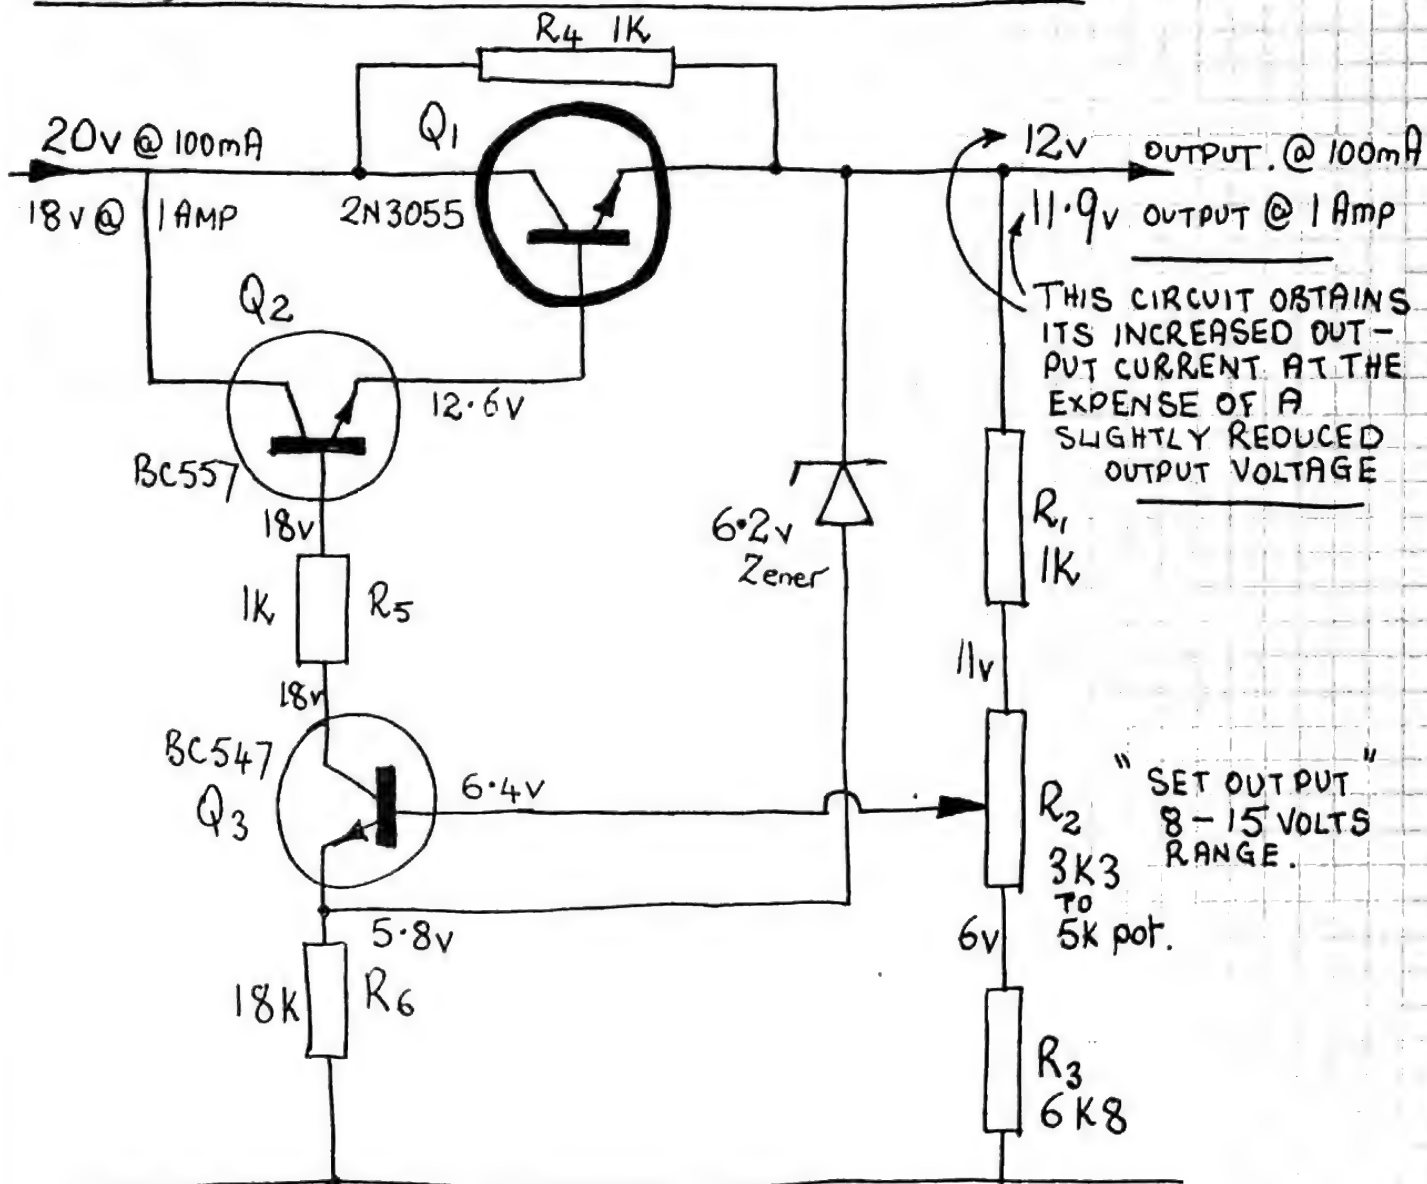 R4 1K
Q1
20v @ 100mA
18v @ 1 AMP
2N3055
12v OUTPUT. @ 100mA
11.9v OUTPUT @ 1 Amp
THIS CIRCUIT OBTAINS
ITS INCREASED OUT-
PUT CURRENT AT THE
EXPENSE OF A
SLIGHTLY REDUCED
OUTPUT VOLTAGE
Q2
12.6v
BC557
18v
1K R5
18v
6.2v
Zener
R1
1K
11v
BC547
Q3
6.4v
R2
3K3
TO
5K pot.
"SET OUTPUT"
8-15 VOLTS
RANGE.
5.8v
6v
18K R6
R3
6K8